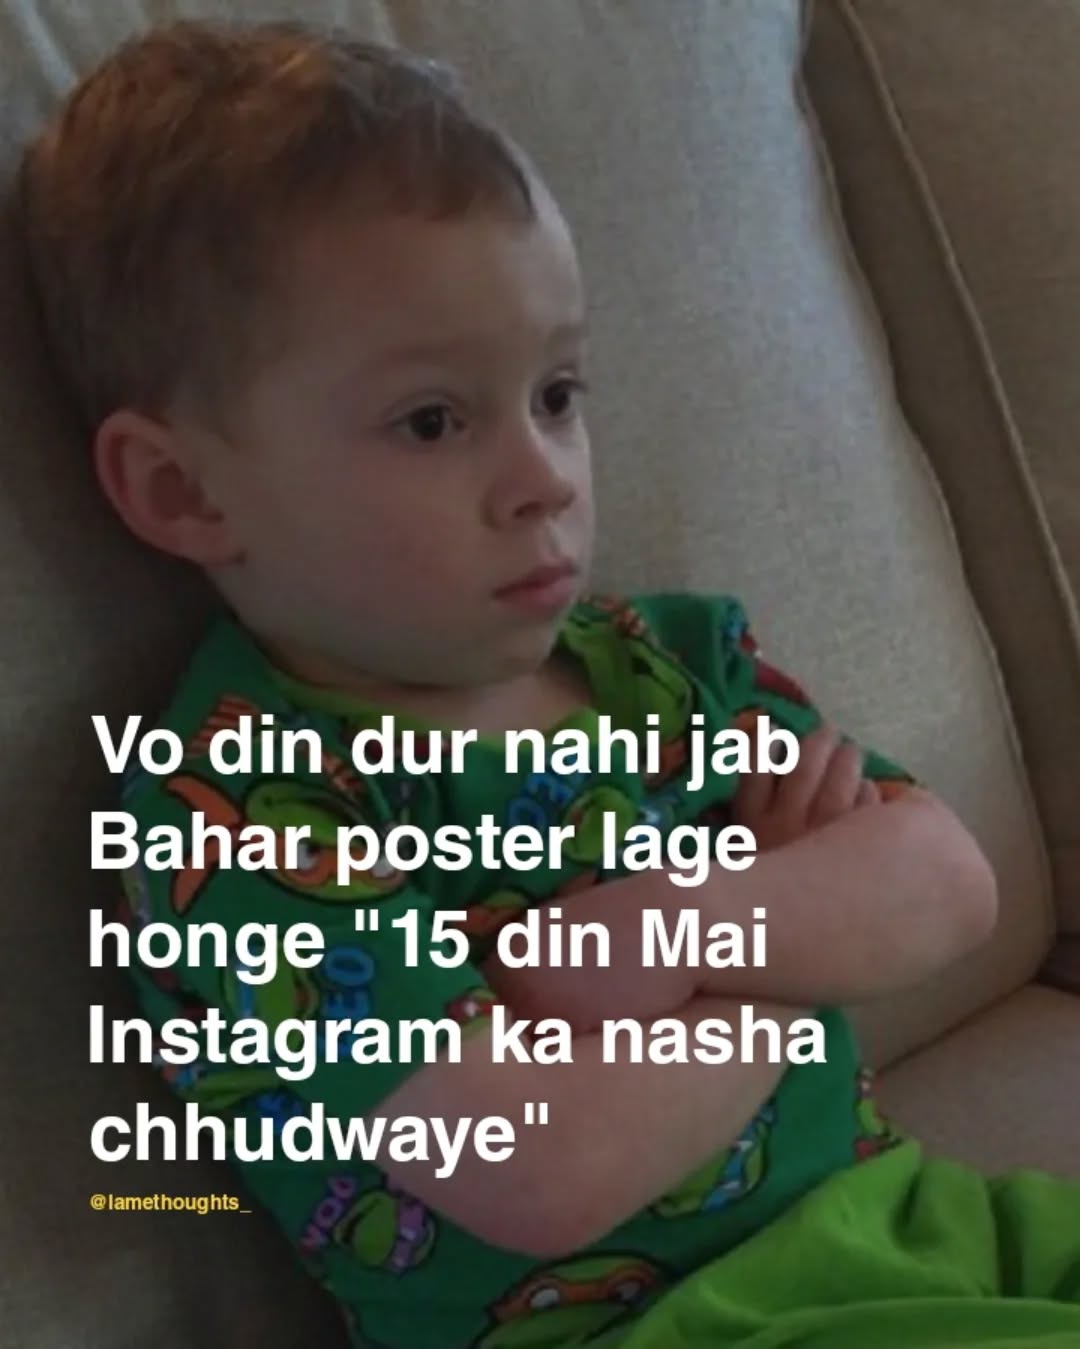 Vo din dur nahi jab
Bahar poster lage
honge "15 din Mai
Instagram ka nasha
chhudwaye"
@lamethoughts_